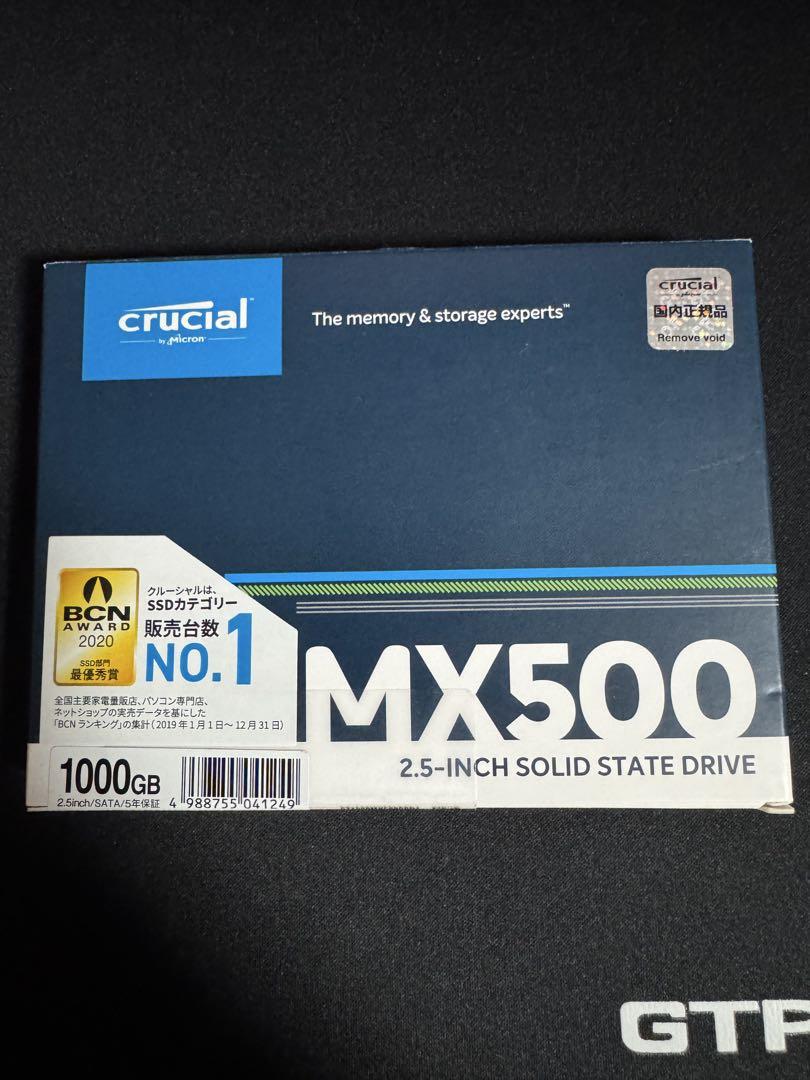 crucial™
by Micron®
The memory & storage experts™
crucial
by Micron
国内正規品
Remove void
BCN
AWARD
2020
SSD部門
最優秀賞
クルーシャルは、
SSDカテゴリー
販売台数
NO.1
全国主要家電量販店、パソコン専門店、
ネットショップの実売データを基にした
「BCNランキング」の集計（2019年1月1日～12月31日）
MX500
2.5-INCH SOLID STATE DRIVE
1000GB
2.5inch/SATA/5年保証
4 988755 041249
GTP